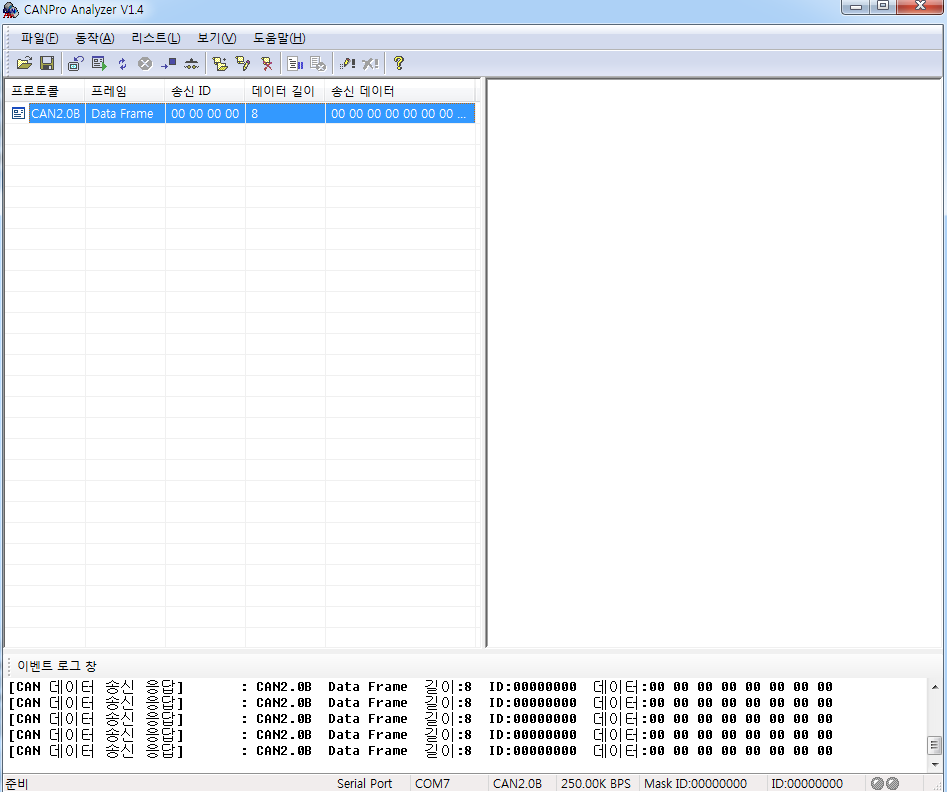 CANPro Analyzer V1.4
파일(F) 동작(A) 리스트(L) 보기(V) 도움말(H)
프로토콜 프레임 송신 ID 데이터 길이 송신 데이터
CAN2.0B Data Frame 00 00 00 00 8 00 00 00 00 00 00 00 ...
이벤트 로그 창
[CAN 데이터 송신 응답] : CAN2.0B Data Frame 길이:8 ID:00000000 데이터:00 00 00 00 00 00 00 00
[CAN 데이터 송신 응답] : CAN2.0B Data Frame 길이:8 ID:00000000 데이터:00 00 00 00 00 00 00 00
[CAN 데이터 송신 응답] : CAN2.0B Data Frame 길이:8 ID:00000000 데이터:00 00 00 00 00 00 00 00
[CAN 데이터 송신 응답] : CAN2.0B Data Frame 길이:8 ID:00000000 데이터:00 00 00 00 00 00 00 00
[CAN 데이터 송신 응답] : CAN2.0B Data Frame 길이:8 ID:00000000 데이터:00 00 00 00 00 00 00 00
준비 Serial Port COM7 CAN2.0B 250.00K BPS Mask ID:00000000 ID:00000000